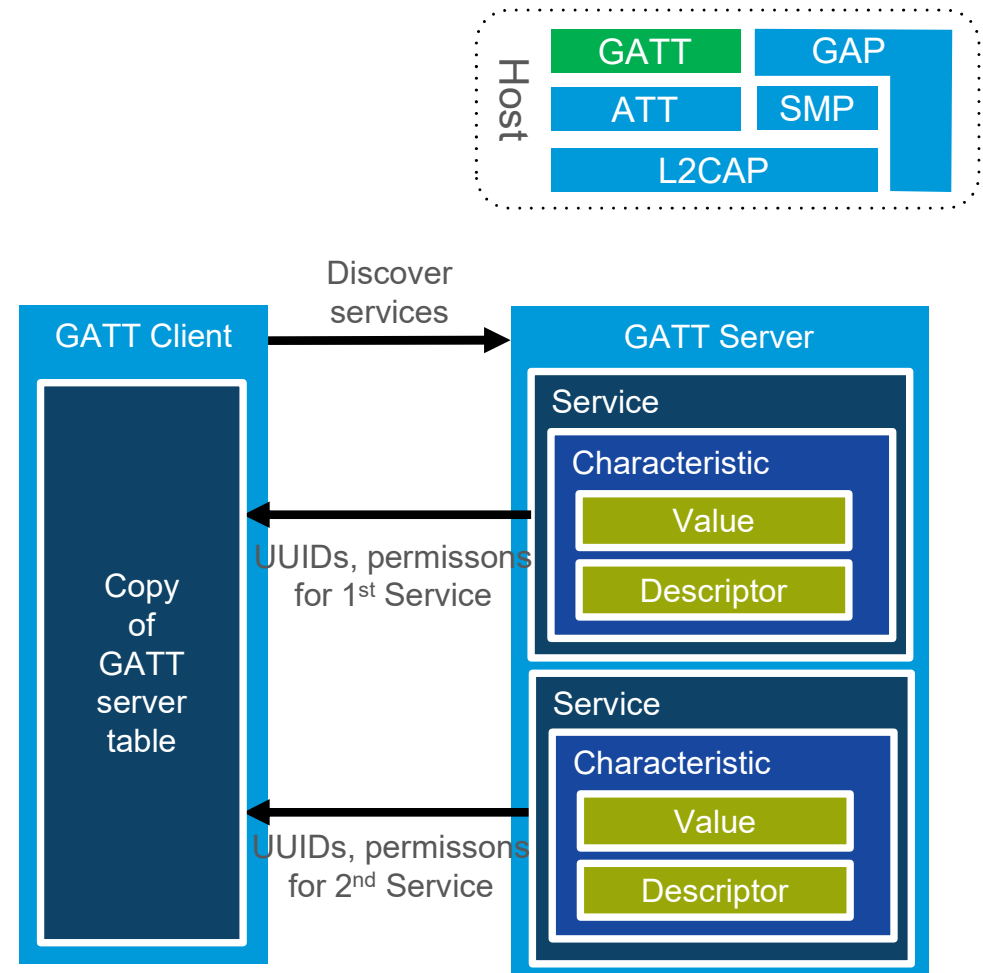 Host
GATT
GAP
ATT
SMP
L2CAP
Discover
services
GATT Client
GATT Server
Copy
of
GATT
server
table
Service
Characteristic
Value
Descriptor
UUIDs, permissons
for 1st Service
Service
Characteristic
Value
Descriptor
UUIDs, permissons
for 2nd Service